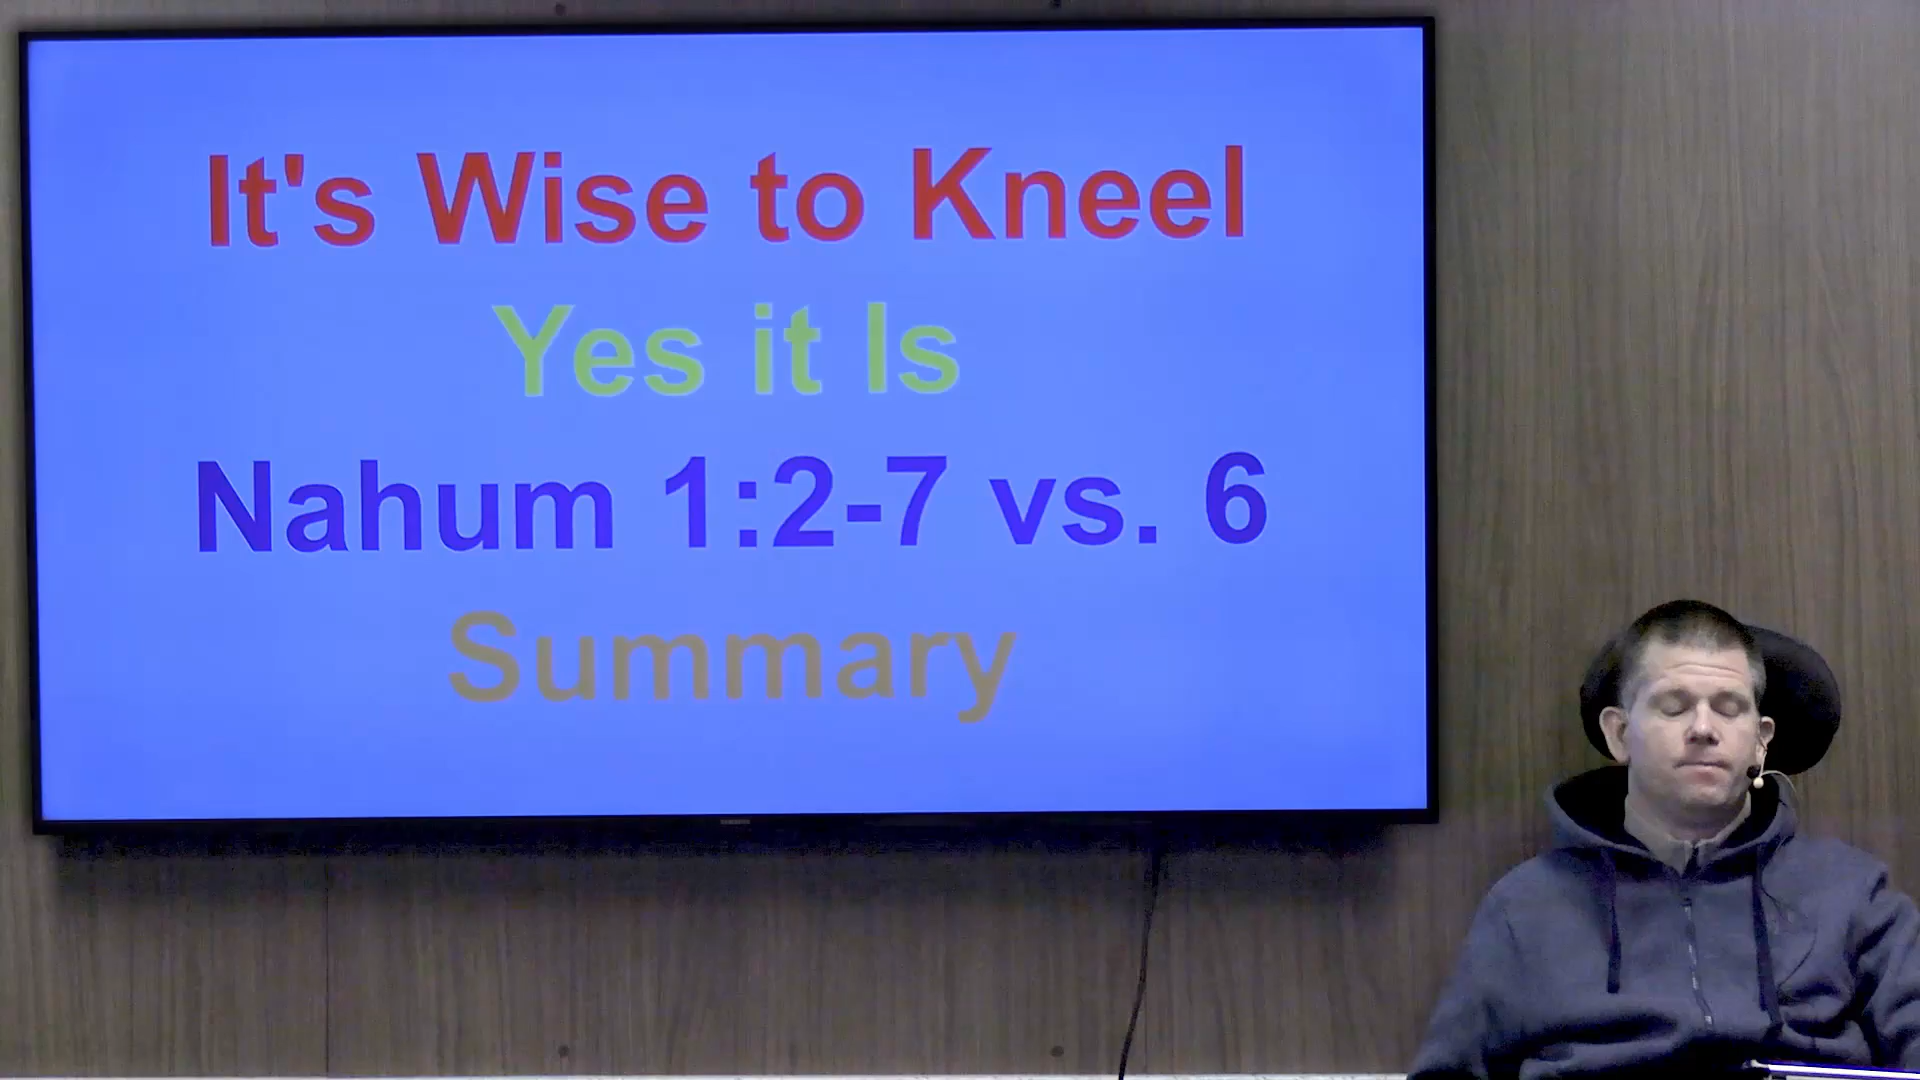 It's Wise to Kneel
Yes it Is
Nahum 1:2-7 vs. 6
Summary